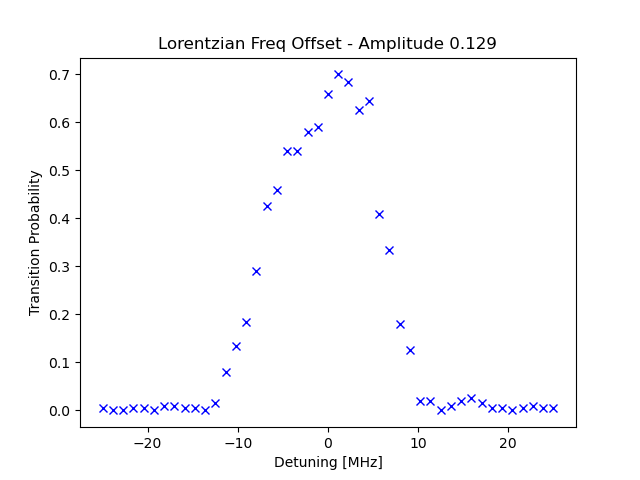 Lorentzian Freq Offset - Amplitude 0.129
Transition Probability
0.7
0.6
0.5
0.4
0.3
0.2
0.1
0.0
−20 −10 0 10 20
Detuning [MHz]